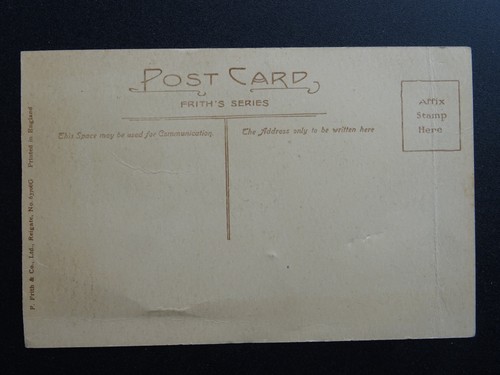 POST CARD
FRITH'S SERIES
This Space may be used for Communication.
The Address only to be written here
Affix
Stamp
Here
F. Frith & Co., Ltd., Reigate. Printed in England